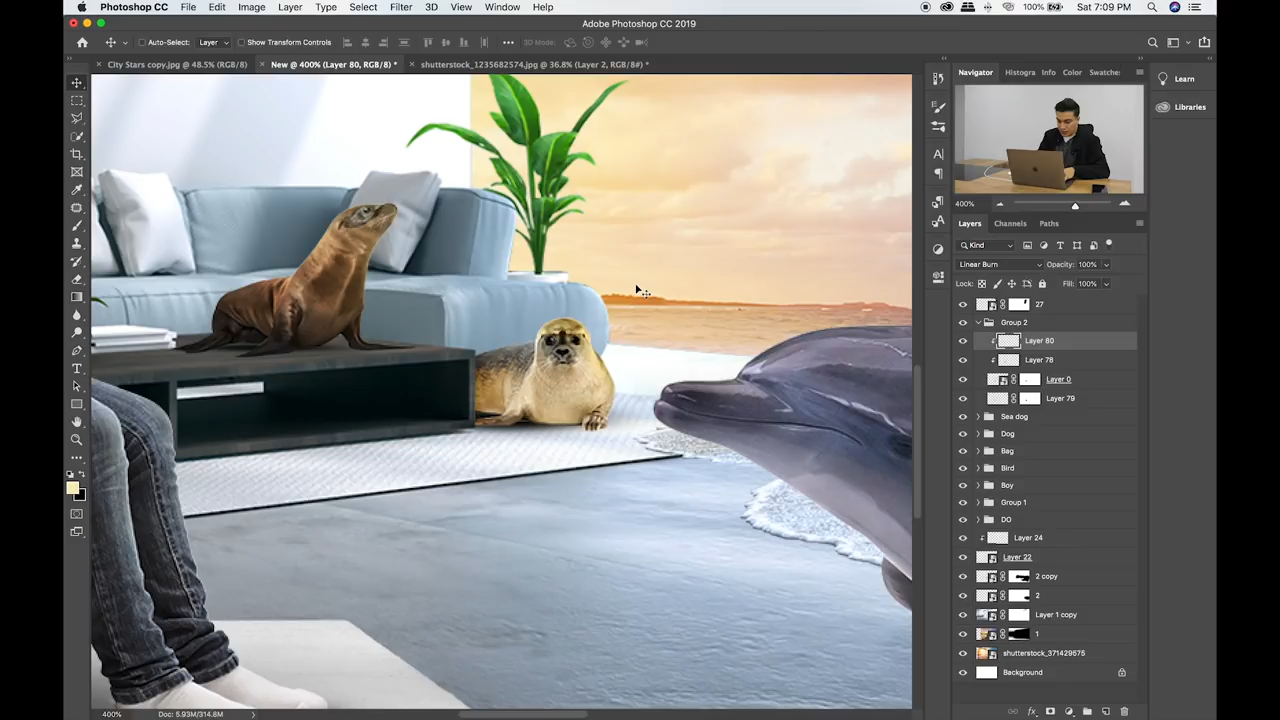 Photoshop CC File Edit Image Layer Type Select Filter 3D View Window Help 100% Sat 7:09 PM
Adobe Photoshop CC 2019
Auto-Select: Layer Show Transform Controls 3D Mode:
City Stars copy.jpg @ 48.5% (RGB/8) New @ 400% (Layer 80, RGB/8) * shutterstock_1235682574.jpg @ 36.8% (Layer 2, RGB/8#) *
Navigator Histogra Info Color Swatche: Learn
Libraries
400%
Layers Channels Paths
Kind
Linear Burn Opacity: 100%
Lock: Fill: 100%
27
Group 2
Layer 80
Layer 78
Layer 0
Layer 79
Sea dog
Dog
Bag
Bird
Boy
Group 1
DO
Layer 24
Layer 22
2 copy
2
Layer 1 copy
1
shutterstock_371429675
Background
400% Doc: 5.93M/314.8M